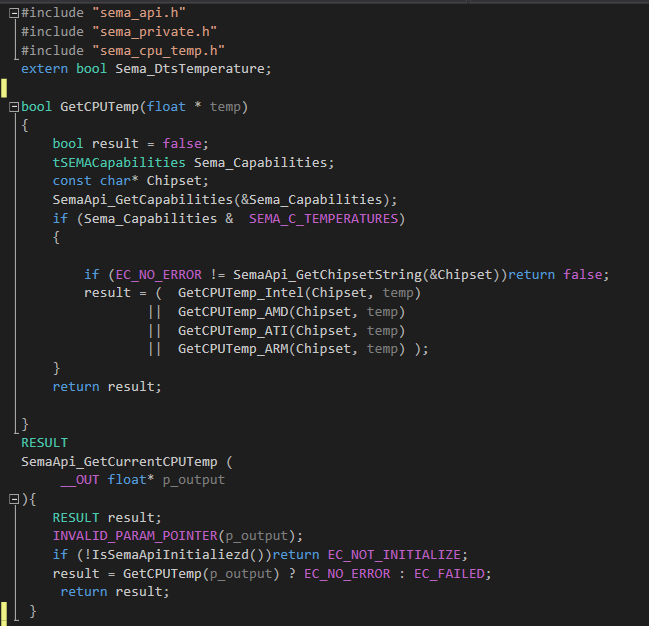 #include "sema_api.h"
#include "sema_private.h"
#include "sema_cpu_temp.h"
extern bool Sema_DtsTemperature;
bool GetCPUTemp(float * temp)
{
bool result = false;
tSEMACapabilities Sema_Capabilities;
const char* Chipset;
SemaApi_GetCapabilities(&Sema_Capabilities);
if (Sema_Capabilities &  SEMA_C_TEMPERATURES)
{
if (EC_NO_ERROR != SemaApi_GetChipsetString(&Chipset))return false;
result = (  GetCPUTemp_Intel(Chipset, temp)
||  GetCPUTemp_AMD(Chipset, temp)
||  GetCPUTemp_ATI(Chipset, temp)
||  GetCPUTemp_ARM(Chipset, temp) );
}
return result;
}
RESULT
SemaApi_GetCurrentCPUTemp (
__OUT float* p_output
){
RESULT result;
INVALID_PARAM_POINTER(p_output);
if (!IsSemaApiInitialiezd())return EC_NOT_INITIALIZE;
result = GetCPUTemp(p_output) ? EC_NO_ERROR : EC_FAILED;
return result;
}